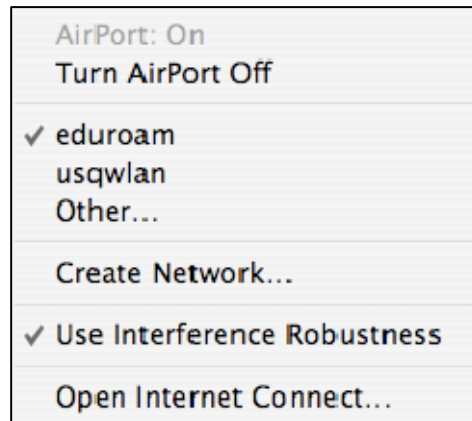 AirPort: On
Turn AirPort Off
eduroam
usqwlan
Other...
Create Network...
Use Interference Robustness
Open Internet Connect...